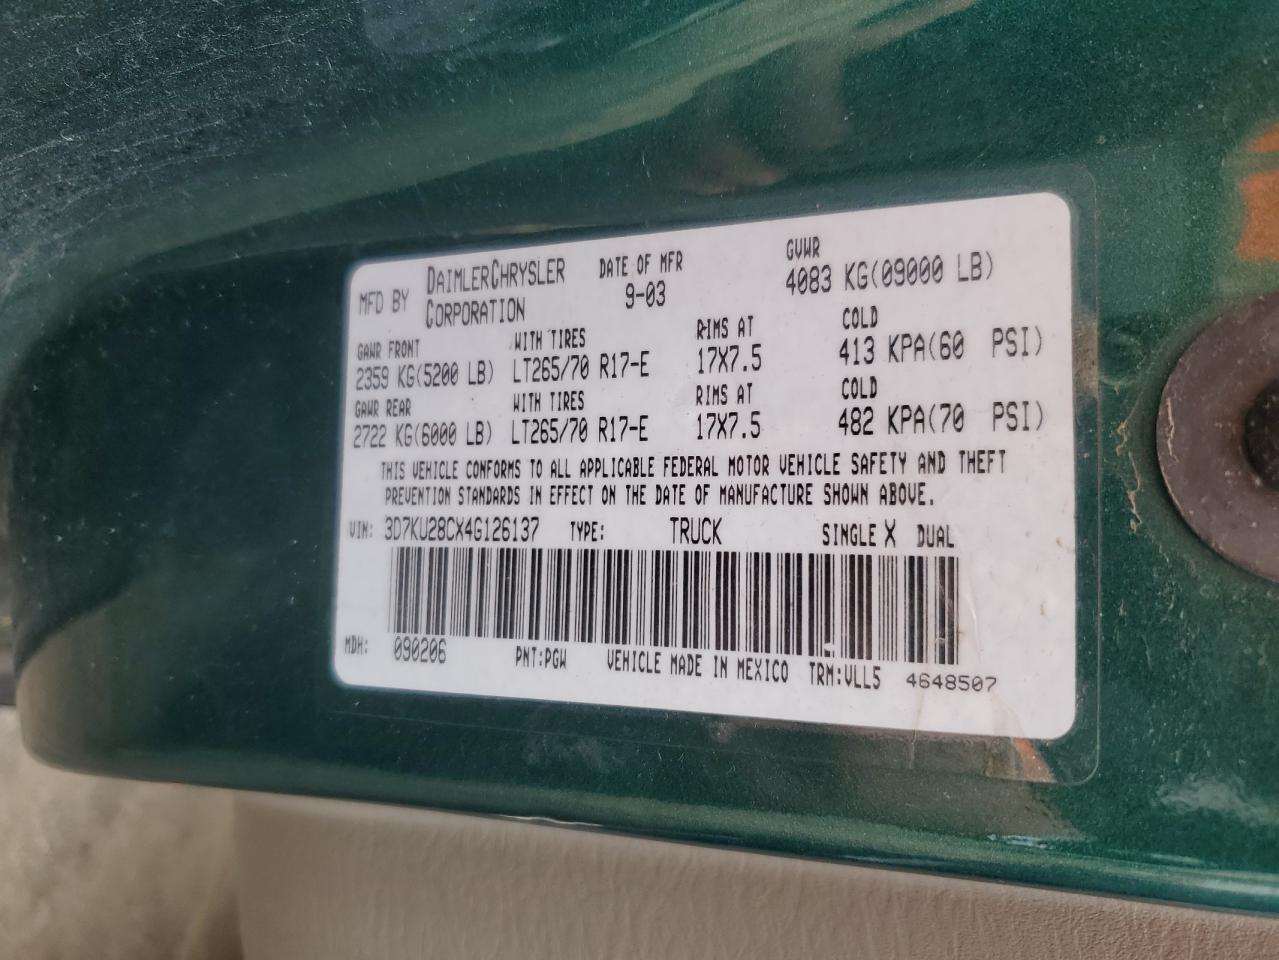 MFD BY DAIMLERCHRYSLER CORPORATION DATE OF MFR 9-03 GVWR 4083 KG(09000 LB)
GAWR FRONT WITH TIRES RIMS AT COLD
2359 KG(5200 LB) LT265/70 R17-E 17X7.5 413 KPA(60 PSI)
GAWR REAR WITH TIRES RIMS AT COLD
2722 KG(6000 LB) LT265/70 R17-E 17X7.5 482 KPA(70 PSI)
THIS VEHICLE CONFORMS TO ALL APPLICABLE FEDERAL MOTOR VEHICLE SAFETY AND THEFT
PREVENTION STANDARDS IN EFFECT ON THE DATE OF MANUFACTURE SHOWN ABOVE.
VIN: 3D7KU28CX4G126137 TYPE: TRUCK SINGLE X DUAL
MDH: 090206 PNT:PGW VEHICLE MADE IN MEXICO TRM:VLL5 4648507